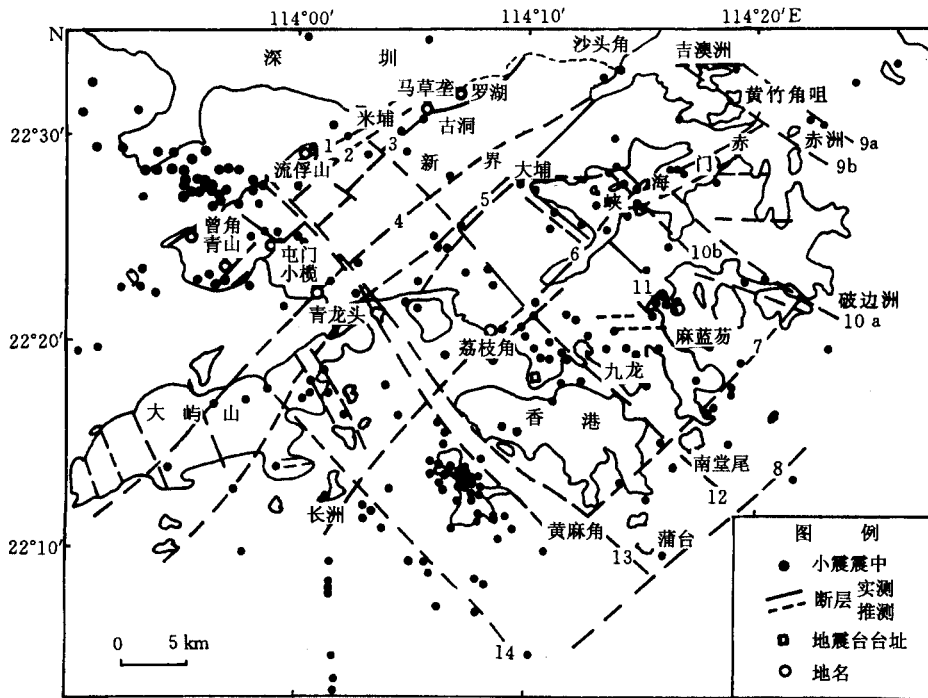 114°00′
114°10′
114°20′E
N
深 圳
沙头角
吉澳洲
马草垄
罗湖
黄竹角咀
22°30′
米埔
古洞
赤洲
9a
9b
1
2
3
流俘山
新 界
大埔
赤
门
海
峡
4
5
6
曾角
青山
屯门
小榄
10b
11
破边洲
10a
青龙头
22°20′
荔枝角
麻蓝笏
7
九龙
大屿山
香 港
南堂尾
8
12
长洲
黄麻角
蒲台
13
22°10′
14
0 5 km
图 例
小震震中
断层
实测
推测
地震台台址
地名